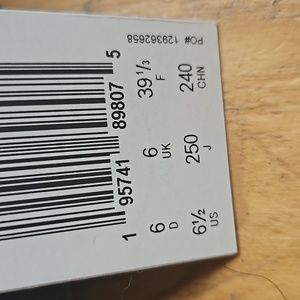 PO# 129362658
1 95741 89807 5
6 6 39 1/3
D UK F
6½ 250 240
US J CHN